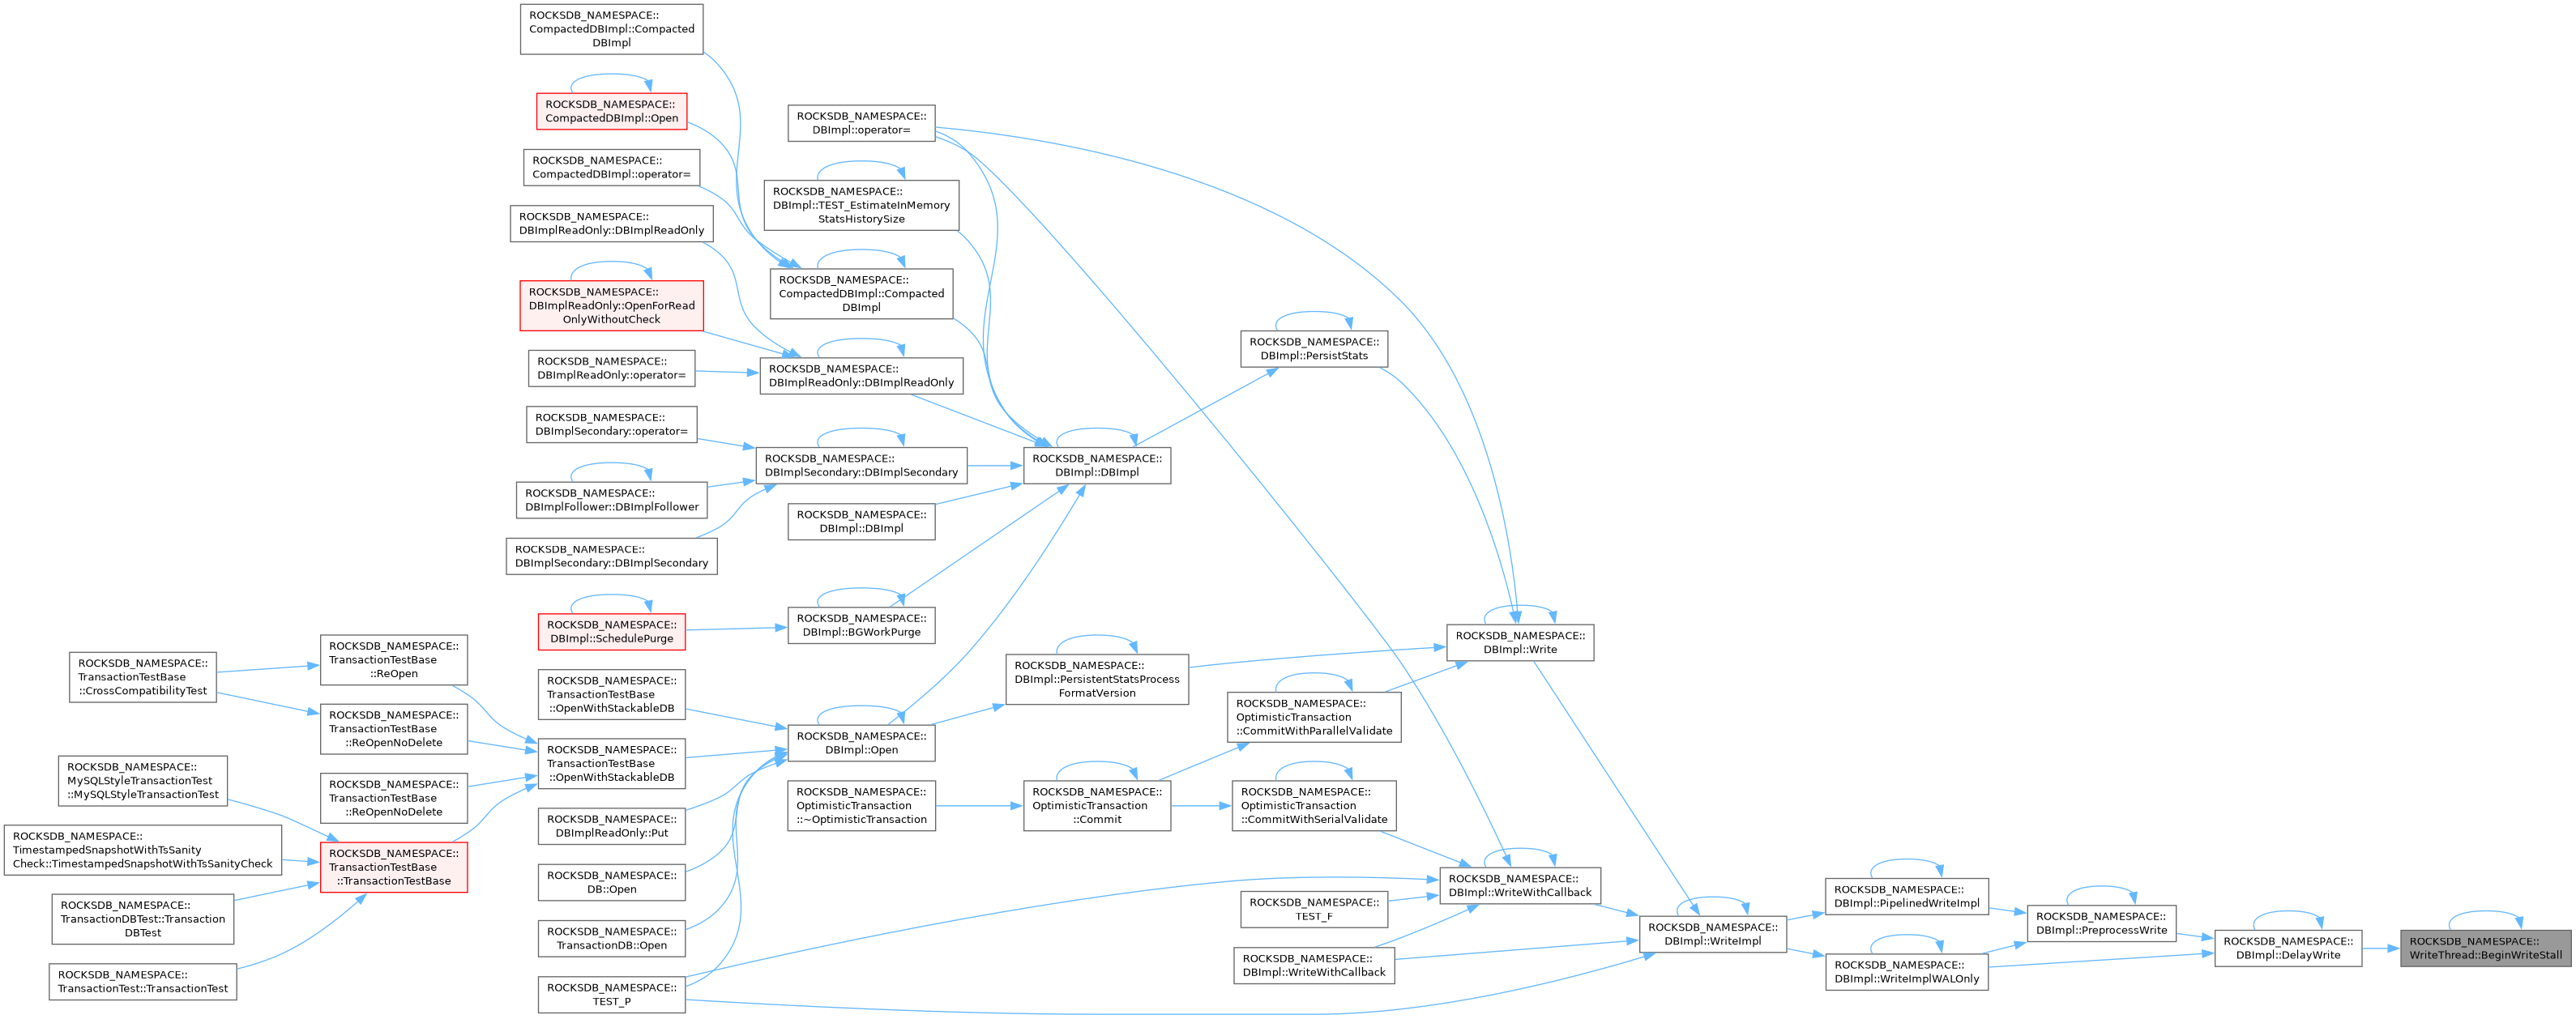 ROCKSDB_NAMESPACE::
CompactedDBImpl::Compacted
DBImpl
ROCKSDB_NAMESPACE::
CompactedDBImpl::Open
ROCKSDB_NAMESPACE::
CompactedDBImpl::operator=
ROCKSDB_NAMESPACE::
DBImplReadOnly::DBImplReadOnly
ROCKSDB_NAMESPACE::
DBImplReadOnly::OpenForRead
OnlyWithoutCheck
ROCKSDB_NAMESPACE::
DBImplReadOnly::operator=
ROCKSDB_NAMESPACE::
DBImplSecondary::operator=
ROCKSDB_NAMESPACE::
DBImplFollower::DBImplFollower
ROCKSDB_NAMESPACE::
DBImplSecondary::DBImplSecondary
ROCKSDB_NAMESPACE::
DBImpl::SchedulePurge
ROCKSDB_NAMESPACE::
TransactionTestBase
::OpenWithStackableDB
ROCKSDB_NAMESPACE::
TransactionTestBase
::OpenWithStackableDB
ROCKSDB_NAMESPACE::
DBImplReadOnly::Put
ROCKSDB_NAMESPACE::
DB::Open
ROCKSDB_NAMESPACE::
TransactionDB::Open
ROCKSDB_NAMESPACE::
TEST_P
ROCKSDB_NAMESPACE::
TransactionTestBase
::ReOpen
ROCKSDB_NAMESPACE::
TransactionTestBase
::ReOpenNoDelete
ROCKSDB_NAMESPACE::
TransactionTestBase
::ReOpenNoDelete
ROCKSDB_NAMESPACE::
TransactionTestBase
::TransactionTestBase
ROCKSDB_NAMESPACE::
TransactionTestBase
::CrossCompatibilityTest
ROCKSDB_NAMESPACE::
MySQLStyleTransactionTest
::MySQLStyleTransactionTest
ROCKSDB_NAMESPACE::
TimestampedSnapshotWithTsSanity
Check::TimestampedSnapshotWithTsSanityCheck
ROCKSDB_NAMESPACE::
TransactionDBTest::Transaction
DBTest
ROCKSDB_NAMESPACE::
TransactionTest::TransactionTest
ROCKSDB_NAMESPACE::
DBImpl::operator=
ROCKSDB_NAMESPACE::
DBImpl::TEST_EstimateInMemory
StatsHistorySize
ROCKSDB_NAMESPACE::
CompactedDBImpl::Compacted
DBImpl
ROCKSDB_NAMESPACE::
DBImplReadOnly::DBImplReadOnly
ROCKSDB_NAMESPACE::
DBImplSecondary::DBImplSecondary
ROCKSDB_NAMESPACE::
DBImpl::DBImpl
ROCKSDB_NAMESPACE::
DBImpl::BGWorkPurge
ROCKSDB_NAMESPACE::
DBImpl::Open
ROCKSDB_NAMESPACE::
OptimisticTransaction
::~OptimisticTransaction
ROCKSDB_NAMESPACE::
DBImpl::DBImpl
ROCKSDB_NAMESPACE::
DBImpl::PersistentStatsProcess
FormatVersion
ROCKSDB_NAMESPACE::
OptimisticTransaction
::Commit
ROCKSDB_NAMESPACE::
DBImpl::PersistStats
ROCKSDB_NAMESPACE::
OptimisticTransaction
::CommitWithParallelValidate
ROCKSDB_NAMESPACE::
OptimisticTransaction
::CommitWithSerialValidate
ROCKSDB_NAMESPACE::
TEST_F
ROCKSDB_NAMESPACE::
DBImpl::WriteWithCallback
ROCKSDB_NAMESPACE::
DBImpl::Write
ROCKSDB_NAMESPACE::
DBImpl::WriteWithCallback
ROCKSDB_NAMESPACE::
DBImpl::WriteImpl
ROCKSDB_NAMESPACE::
DBImpl::PipelinedWriteImpl
ROCKSDB_NAMESPACE::
DBImpl::WriteImplWALOnly
ROCKSDB_NAMESPACE::
DBImpl::PreprocessWrite
ROCKSDB_NAMESPACE::
DBImpl::DelayWrite
ROCKSDB_NAMESPACE::
WriteThread::BeginWriteStall